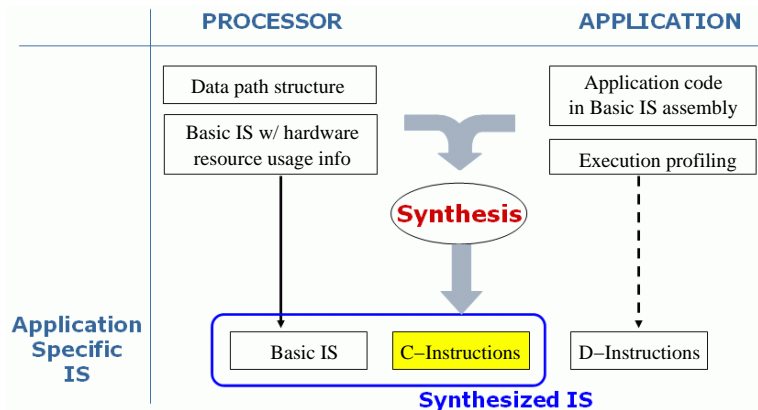 PROCESSOR
APPLICATION
Data path structure
Basic IS w/ hardware
resource usage info
Application code
in Basic IS assembly
Execution profiling
Synthesis
Application
Specific
IS
Basic IS
C–Instructions
D–Instructions
Synthesized IS